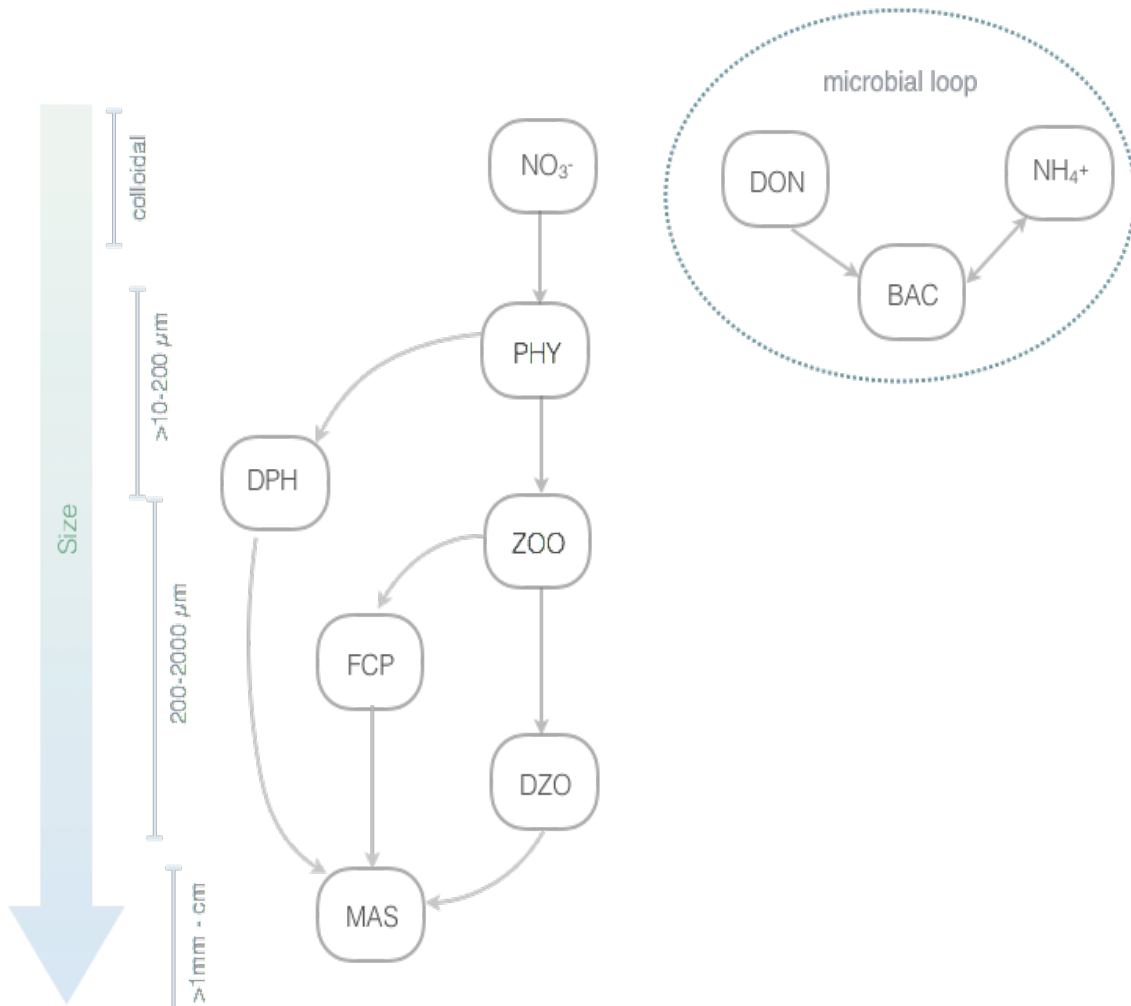 microbial loop
colloidal
NO₃-
DON
NH₄+
BAC
>10-200 µm
PHY
DPH
Size
ZOO
200-2000 µm
FCP
DZO
MAS
>1mm - cm